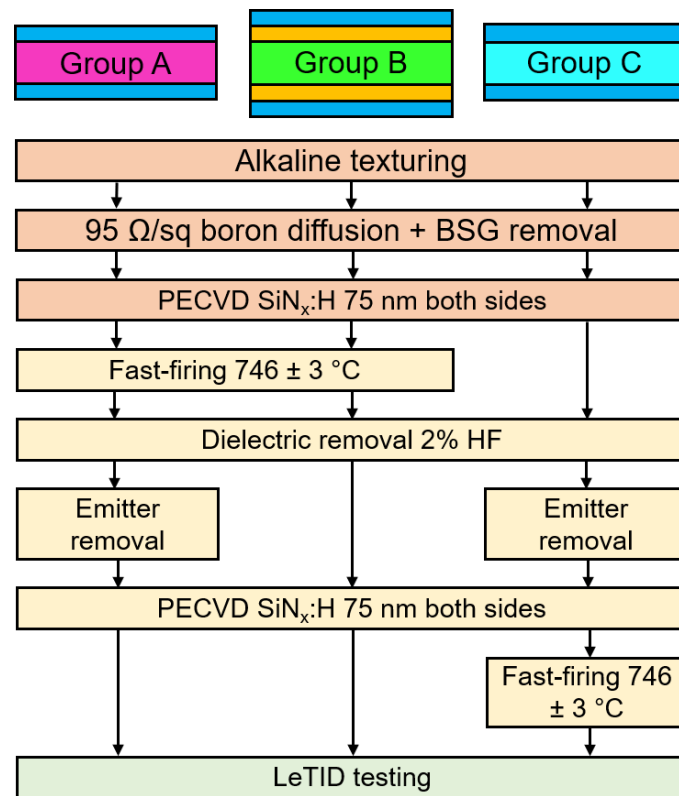 Group A
Group B
Group C
Alkaline texturing
95 Ω/sq boron diffusion + BSG removal
PECVD SiNₓ:H 75 nm both sides
Fast-firing 746 ± 3 °C
Dielectric removal 2% HF
Emitter
removal
Emitter
removal
PECVD SiNₓ:H 75 nm both sides
Fast-firing 746
± 3 °C
LeTID testing